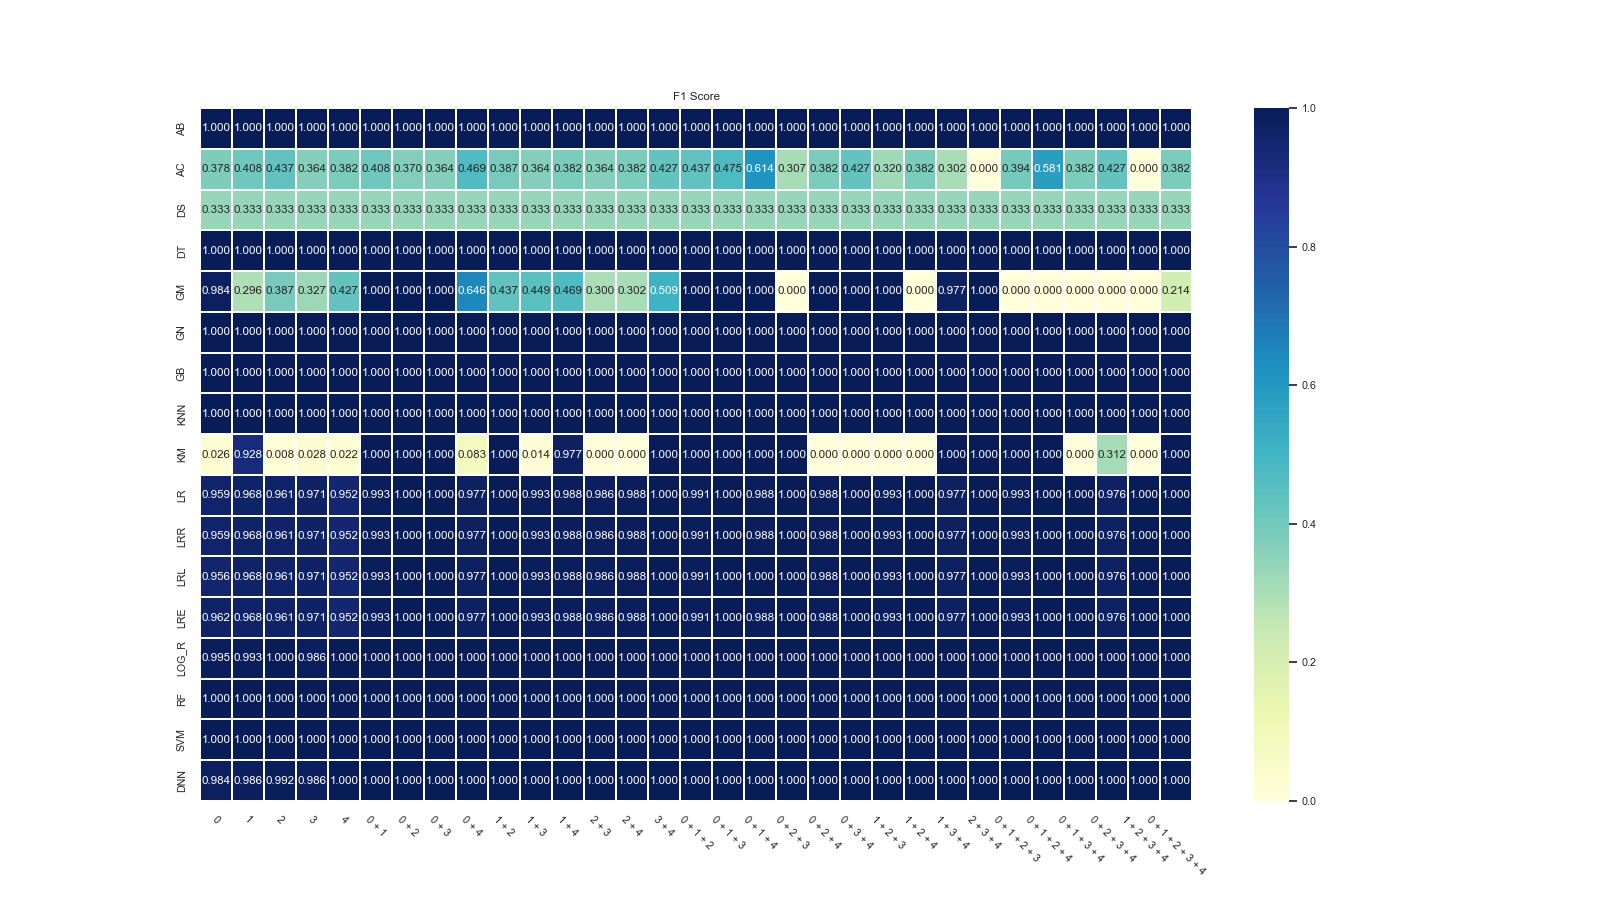 F1 Score
AB 1.000 1.000 1.000 1.000 1.000 1.000 1.000 1.000 1.000 1.000 1.000 1.000 1.000 1.000 1.000 1.000 1.000 1.000 1.000 1.000 1.000 1.000 1.000 1.000 1.000 1.000 1.000 1.000 1.000 1.000 1.000
AC 0.378 0.408 0.437 0.364 0.382 0.408 0.370 0.364 0.469 0.387 0.364 0.382 0.364 0.382 0.427 0.437 0.475 0.614 0.307 0.382 0.427 0.320 0.382 0.302 0.000 0.394 0.581 0.382 0.427 0.000 0.382
DS 0.333 0.333 0.333 0.333 0.333 0.333 0.333 0.333 0.333 0.333 0.333 0.333 0.333 0.333 0.333 0.333 0.333 0.333 0.333 0.333 0.333 0.333 0.333 0.333 0.333 0.333 0.333 0.333 0.333 0.333 0.333
DT 1.000 1.000 1.000 1.000 1.000 1.000 1.000 1.000 1.000 1.000 1.000 1.000 1.000 1.000 1.000 1.000 1.000 1.000 1.000 1.000 1.000 1.000 1.000 1.000 1.000 1.000 1.000 1.000 1.000 1.000 1.000
GM 0.984 0.296 0.387 0.327 0.427 1.000 1.000 1.000 0.646 0.437 0.449 0.469 0.300 0.302 0.509 1.000 1.000 1.000 0.000 1.000 1.000 1.000 0.000 0.977 1.000 0.000 0.000 0.000 0.000 0.000 0.214
GN 1.000 1.000 1.000 1.000 1.000 1.000 1.000 1.000 1.000 1.000 1.000 1.000 1.000 1.000 1.000 1.000 1.000 1.000 1.000 1.000 1.000 1.000 1.000 1.000 1.000 1.000 1.000 1.000 1.000 1.000 1.000
GB 1.000 1.000 1.000 1.000 1.000 1.000 1.000 1.000 1.000 1.000 1.000 1.000 1.000 1.000 1.000 1.000 1.000 1.000 1.000 1.000 1.000 1.000 1.000 1.000 1.000 1.000 1.000 1.000 1.000 1.000 1.000
KNN 1.000 1.000 1.000 1.000 1.000 1.000 1.000 1.000 1.000 1.000 1.000 1.000 1.000 1.000 1.000 1.000 1.000 1.000 1.000 1.000 1.000 1.000 1.000 1.000 1.000 1.000 1.000 1.000 1.000 1.000 1.000
KM 0.026 0.928 0.008 0.028 0.022 1.000 1.000 1.000 0.083 1.000 0.014 0.977 0.000 0.000 1.000 1.000 1.000 1.000 1.000 0.000 0.000 0.000 0.000 1.000 1.000 1.000 1.000 0.000 0.312 0.000 1.000
LR 0.959 0.968 0.961 0.971 0.952 0.993 1.000 1.000 0.977 1.000 0.993 0.988 0.986 0.988 1.000 0.991 1.000 0.988 1.000 0.988 1.000 0.993 1.000 0.977 1.000 0.993 1.000 1.000 0.976 1.000 1.000
LRR 0.959 0.968 0.961 0.971 0.952 0.993 1.000 1.000 0.977 1.000 0.993 0.988 0.986 0.988 1.000 0.991 1.000 0.988 1.000 0.988 1.000 0.993 1.000 0.977 1.000 0.993 1.000 1.000 0.976 1.000 1.000
LRL 0.956 0.968 0.961 0.971 0.952 0.993 1.000 1.000 0.977 1.000 0.993 0.988 0.986 0.988 1.000 0.991 1.000 0.988 1.000 0.988 1.000 0.993 1.000 0.977 1.000 0.993 1.000 1.000 0.976 1.000 1.000
LRE 0.962 0.968 0.961 0.971 0.952 0.993 1.000 1.000 0.977 1.000 0.993 0.988 0.986 0.988 1.000 0.991 1.000 0.988 1.000 0.988 1.000 0.993 1.000 0.977 1.000 0.993 1.000 1.000 0.976 1.000 1.000
LOG_R 0.995 0.993 1.000 0.986 1.000 1.000 1.000 1.000 1.000 1.000 1.000 1.000 1.000 1.000 1.000 1.000 1.000 1.000 1.000 1.000 1.000 1.000 1.000 1.000 1.000 1.000 1.000 1.000 1.000 1.000 1.000
RF 1.000 1.000 1.000 1.000 1.000 1.000 1.000 1.000 1.000 1.000 1.000 1.000 1.000 1.000 1.000 1.000 1.000 1.000 1.000 1.000 1.000 1.000 1.000 1.000 1.000 1.000 1.000 1.000 1.000 1.000 1.000
SVM 1.000 1.000 1.000 1.000 1.000 1.000 1.000 1.000 1.000 1.000 1.000 1.000 1.000 1.000 1.000 1.000 1.000 1.000 1.000 1.000 1.000 1.000 1.000 1.000 1.000 1.000 1.000 1.000 1.000 1.000 1.000
DNN 0.984 0.986 0.992 0.986 1.000 1.000 1.000 1.000 1.000 1.000 1.000 1.000 1.000 1.000 1.000 1.000 1.000 1.000 1.000 1.000 1.000 1.000 1.000 1.000 1.000 1.000 1.000 1.000 1.000 1.000 1.000
0
1
2
3
4
0 + 1
0 + 2
0 + 3
0 + 4
1 + 2
1 + 3
1 + 4
2 + 3
2 + 4
3 + 4
0 + 1 + 2
0 + 1 + 3
0 + 1 + 4
0 + 2 + 3
0 + 2 + 4
0 + 3 + 4
1 + 2 + 3
1 + 2 + 4
1 + 3 + 4
2 + 3 + 4
0 + 1 + 2 + 3
0 + 1 + 2 + 4
0 + 1 + 3 + 4
0 + 2 + 3 + 4
1 + 2 + 3 + 4
0 + 1 + 2 + 3 + 4
1.0
0.8
0.6
0.4
0.2
0.0